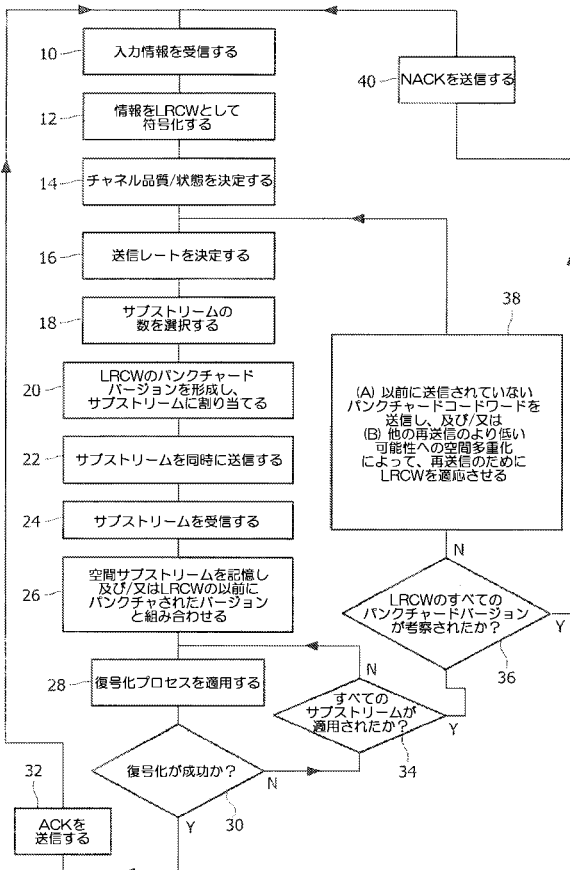 10
入力情報を受信する
40
NACKを送信する
12
情報をLRCWとして
符号化する
14
チャネル品質/状態を決定する
16
送信レートを決定する
18
サブストリームの
数を選択する
38
(A) 以前に送信されていない
パンクチャードコードワードを
送信し、及び/又は
(B) 他の再送信のより低い
可能性への空間多重化
によって、再送信のために
LRCWを適応させる
20
LRCWのパンクチャード
バージョンを形成し、
サブストリームに割り当てる
22
サブストリームを同時に送信する
24
サブストリームを受信する
26
空間サブストリームを記憶し
及び/又はLRCWの以前に
パンクチャされたバージョン
と組み合わせる
N
LRCWのすべての
パンクチャードバージョン
が考察されたか?
Y
36
28
復号化プロセスを適用する
N
すべての
サブストリームが
適用されたか?
Y
34
復号化が成功か?
N
30
Y
32
ACKを
送信する